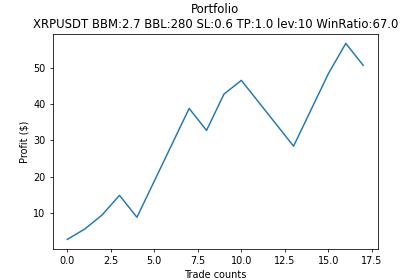 Portfolio
XRPUSDT BBM:2.7 BBL:280 SL:0.6 TP:1.0 lev:10 WinRatio:67.0
50
40
30
20
10
Profit ($)
0.0 2.5 5.0 7.5 10.0 12.5 15.0 17.5
Trade counts